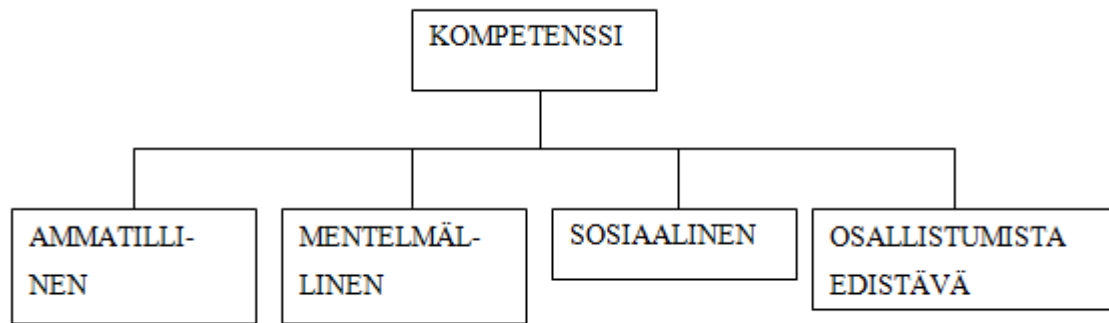 KOMPETENSSI
AMMATILLI-
NEN
MENTELMÄL-
LINEN
SOSIAALINEN
OSALLISTUMISTA
EDISTÄVÄ